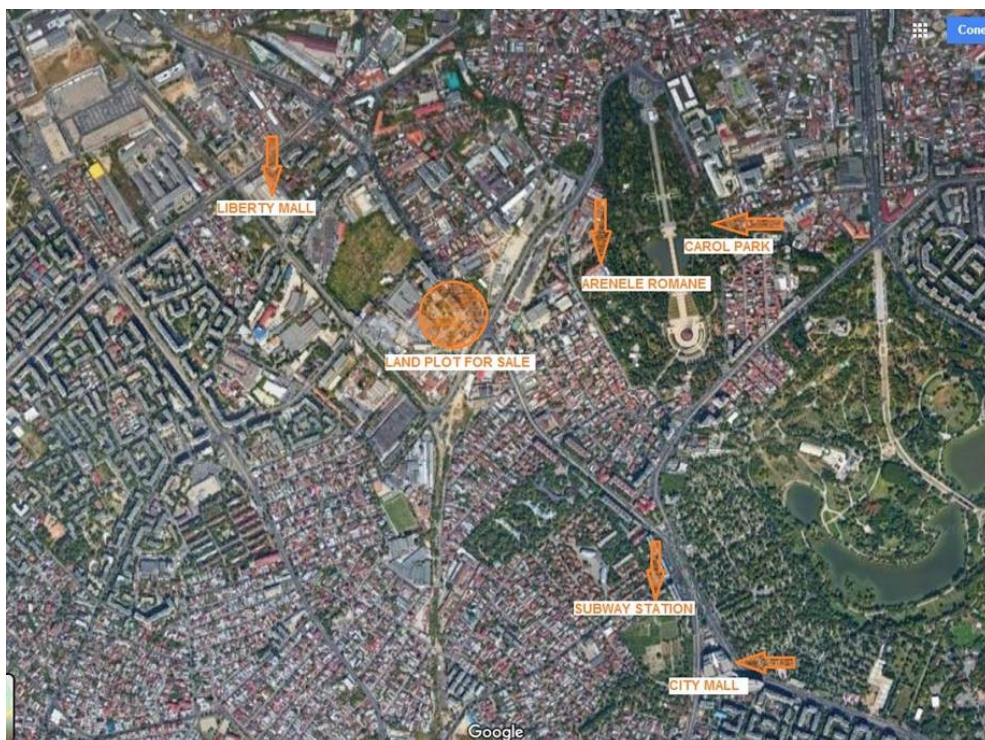 Cone
LIBERTY MALL
CAROL PARK
ARENELE ROMANE
LAND PLOT FOR SALE
SUBWAY STATION
CITY MALL
Google